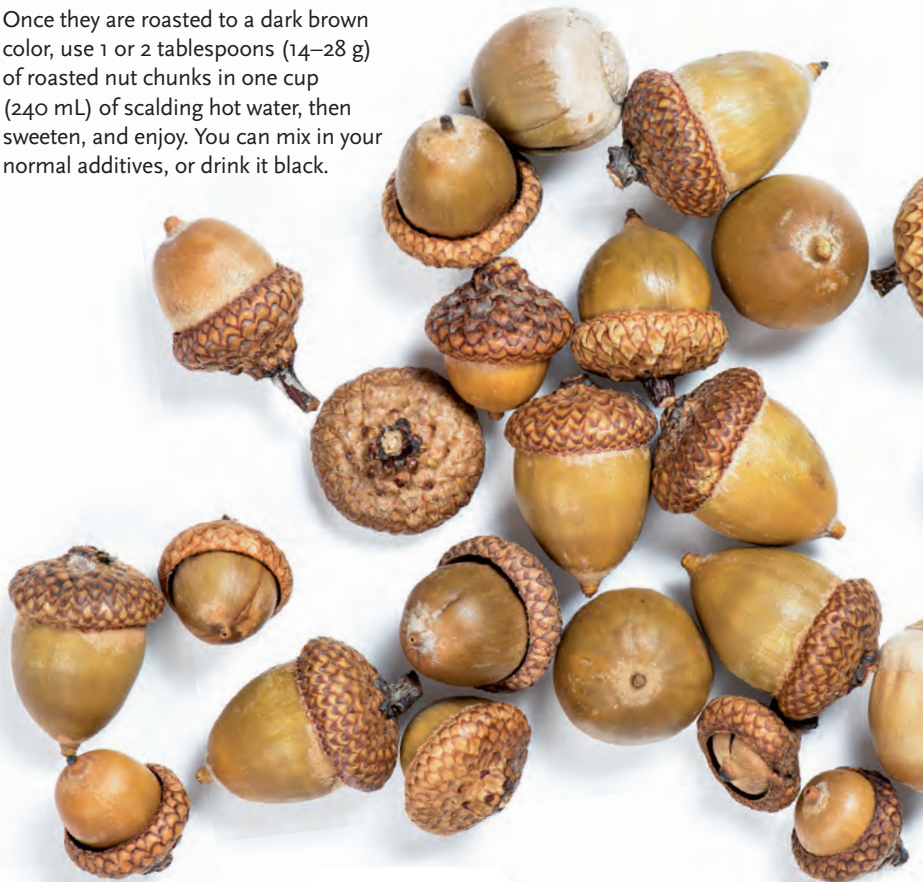 Once they are roasted to a dark brown
color, use 1 or 2 tablespoons (14–28 g)
of roasted nut chunks in one cup
(240 mL) of scalding hot water, then
sweeten, and enjoy. You can mix in your
normal additives, or drink it black.